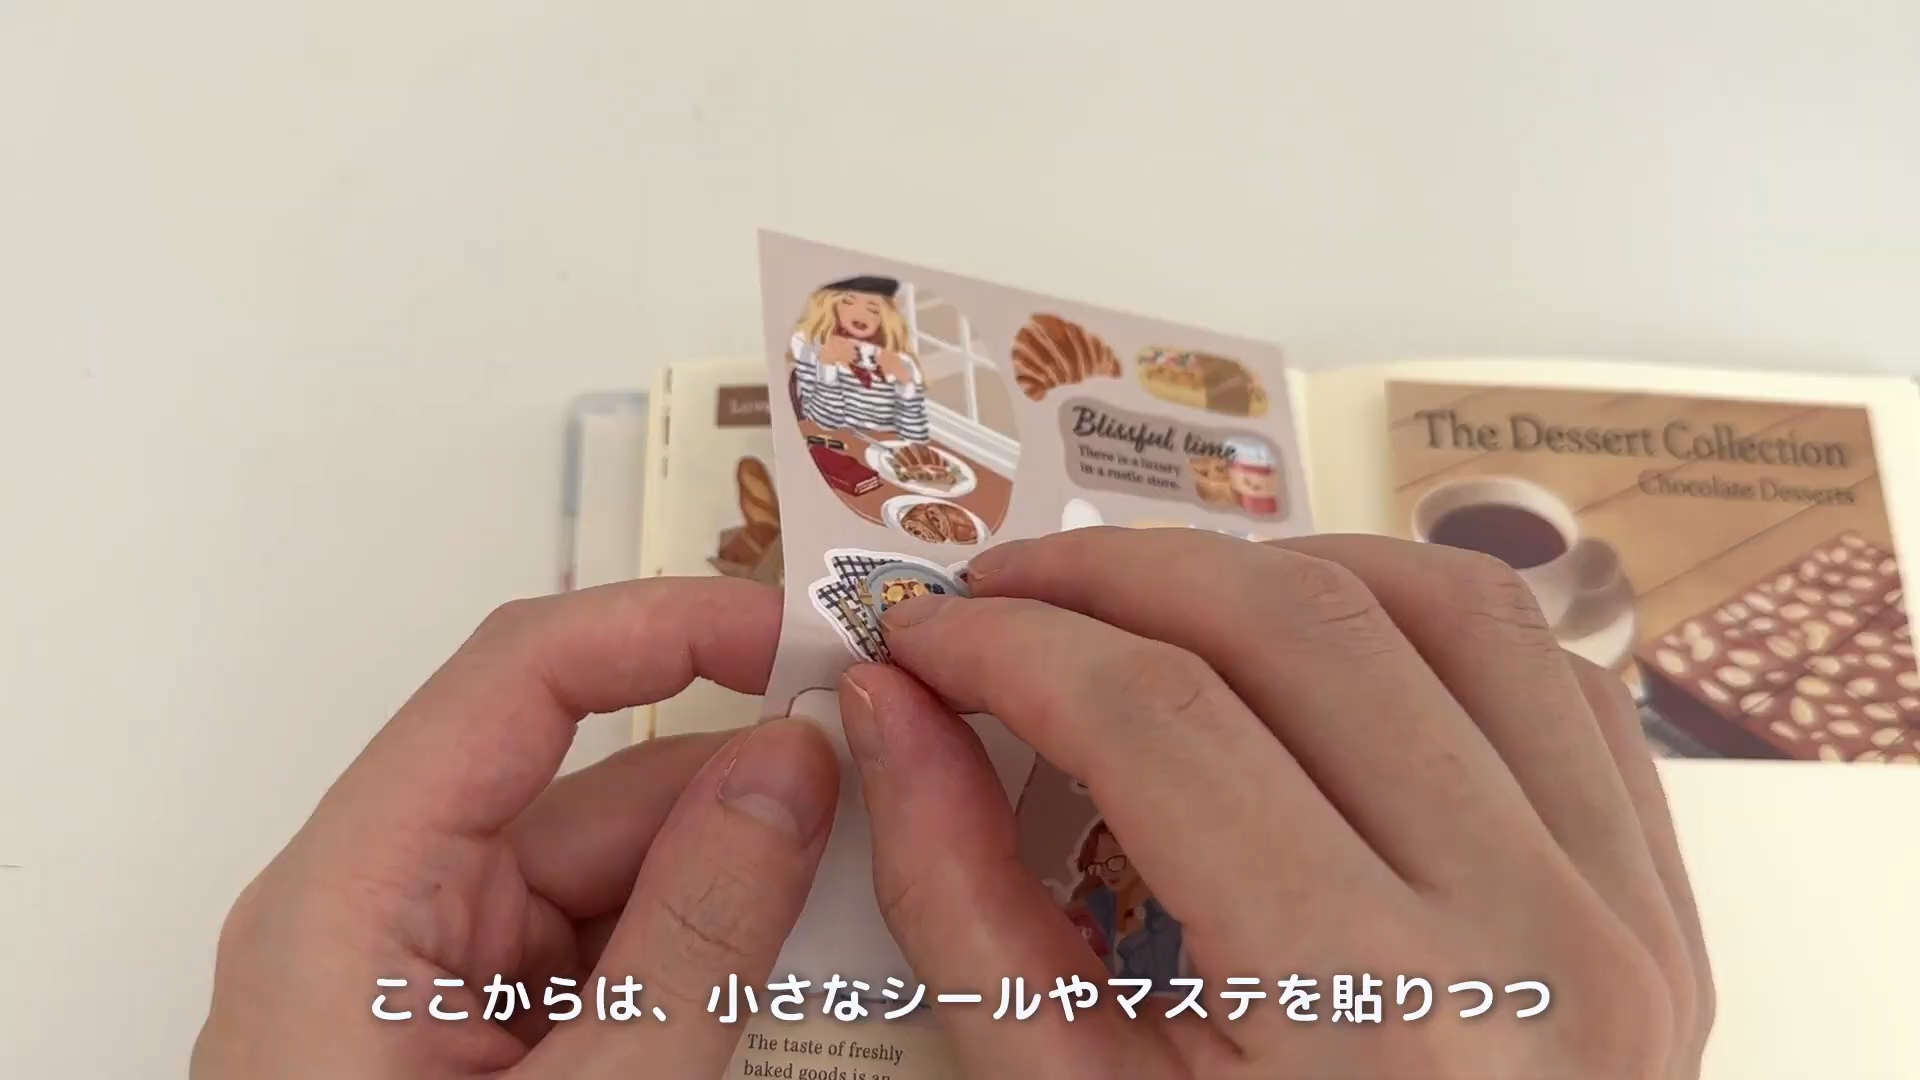 The Dessert Collection
Chocolate Desserts
Blissful time
There is a luxury
in a rustic store.
ここからは、小さなシールやマステを貼りつつ
The taste of freshly
baked goods is an